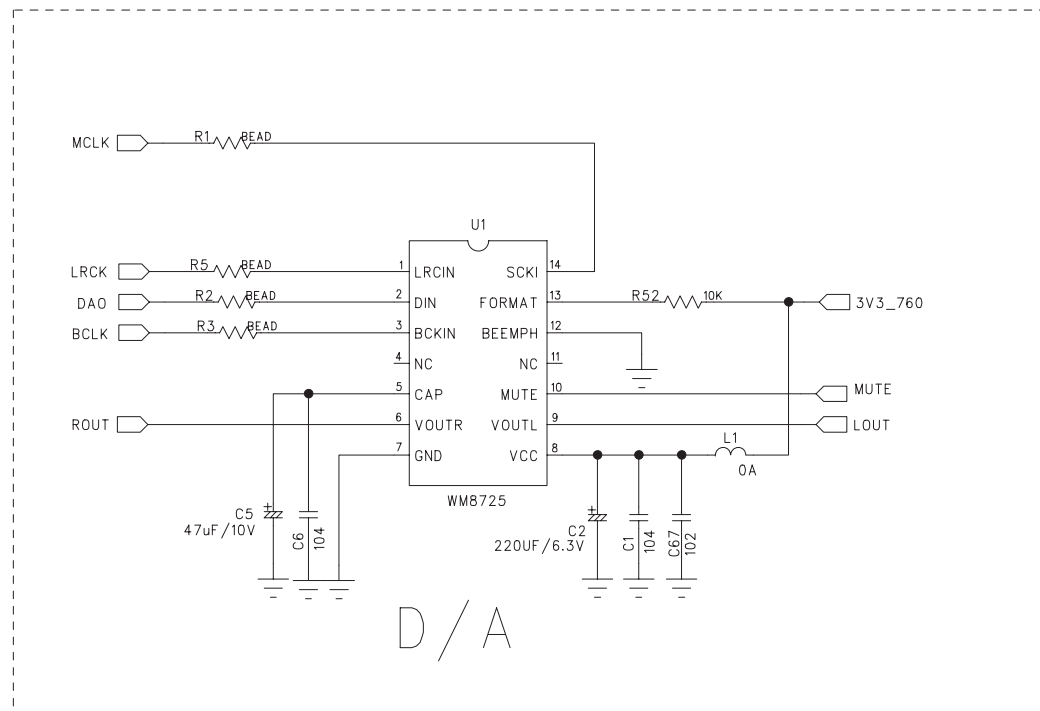 MCLK R1 BEAD
U1
LRCK R5 BEAD 1 LRCIN SCKI 14
DAO R2 BEAD 2 DIN FORMAT 13 R52 10K 3V3_760
BCLK R3 BEAD 3 BCKIN BEEMPH 12
4 NC NC 11
5 CAP MUTE 10 MUTE
ROUT 6 VOUTR VOUTL 9 LOUT
7 GND VCC 8 L1
0A
WM8725
+ C5
47uF/10V
C6 104
+ C2
220UF/6.3V
C1 104
C67 102
D/A